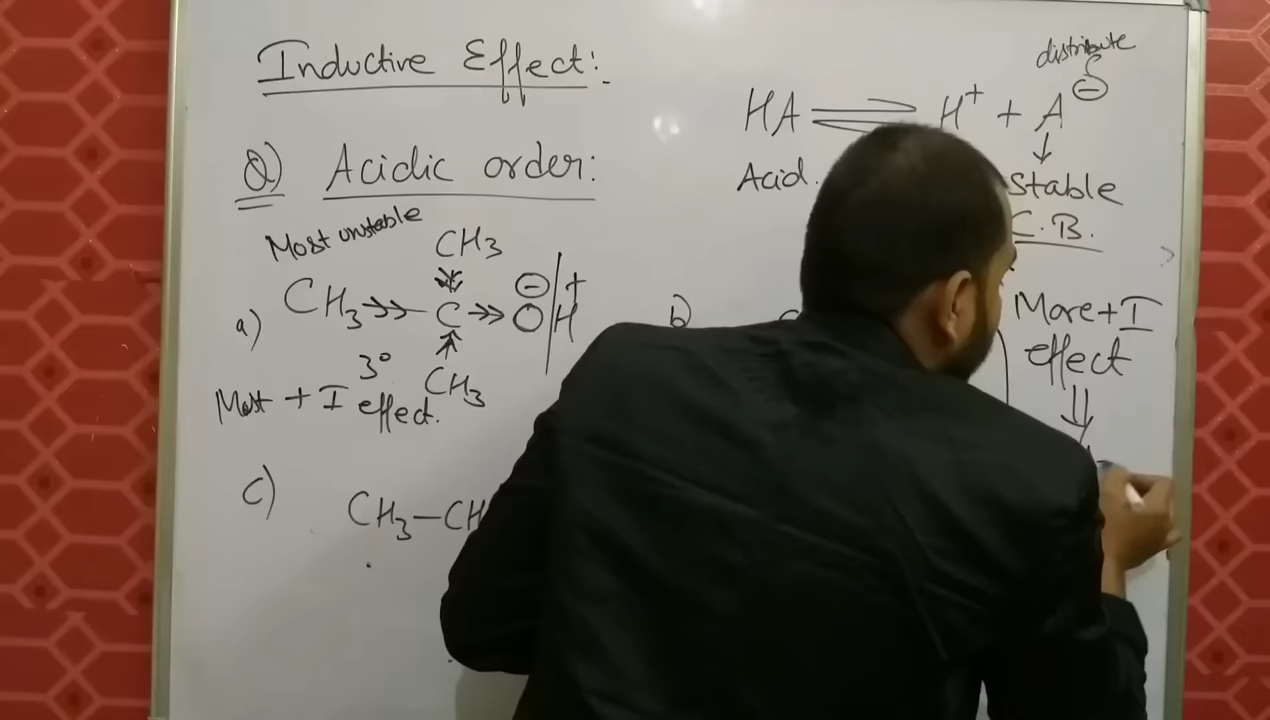 Inductive Effect:-
distribute
HA ⇌ H+ + A ⊖
↓
Acid. Stable
C.B.
Q) Acidic order:
Most unstable
CH3
a) CH3 →→ C →→ O ⊖ | H +
CH3
3°
Most + I effect.
b)
More + I
effect
⇓
c) CH3-CH